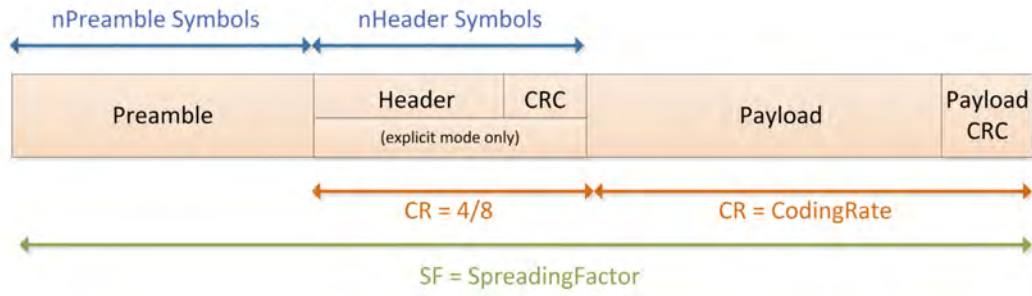 nPreamble Symbols
nHeader Symbols
Preamble
Header
CRC
(explicit mode only)
Payload
Payload
CRC
CR = 4/8
CR = CodingRate
SF = SpreadingFactor